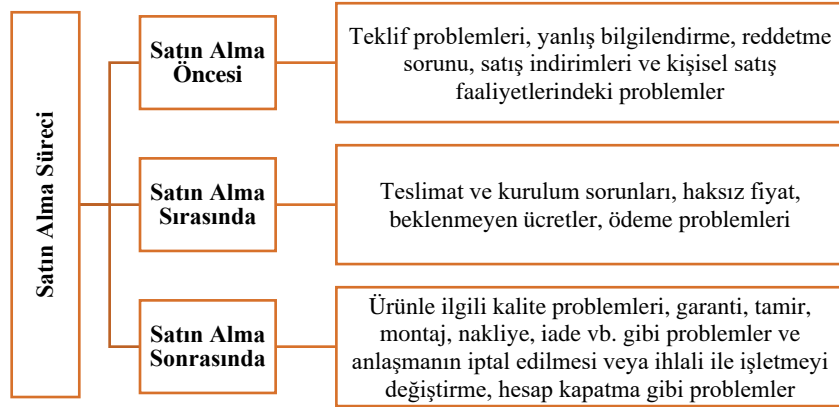 Satın Alma Süreci
Satın Alma
Öncesi
Teklif problemleri, yanlış bilgilendirme, reddetme
sorunu, satış indirimleri ve kişisel satış
faaliyetlerindeki problemler
Satın Alma
Sırasında
Teslimat ve kurulum sorunları, haksız fiyat,
beklenmeyen ücretler, ödeme problemleri
Satın Alma
Sonrasında
Ürünle ilgili kalite problemleri, garanti, tamir,
montaj, nakliye, iade vb. gibi problemler ve
anlaşmanın iptal edilmesi veya ihlali ile işletmeyi
değiştirme, hesap kapatma gibi problemler